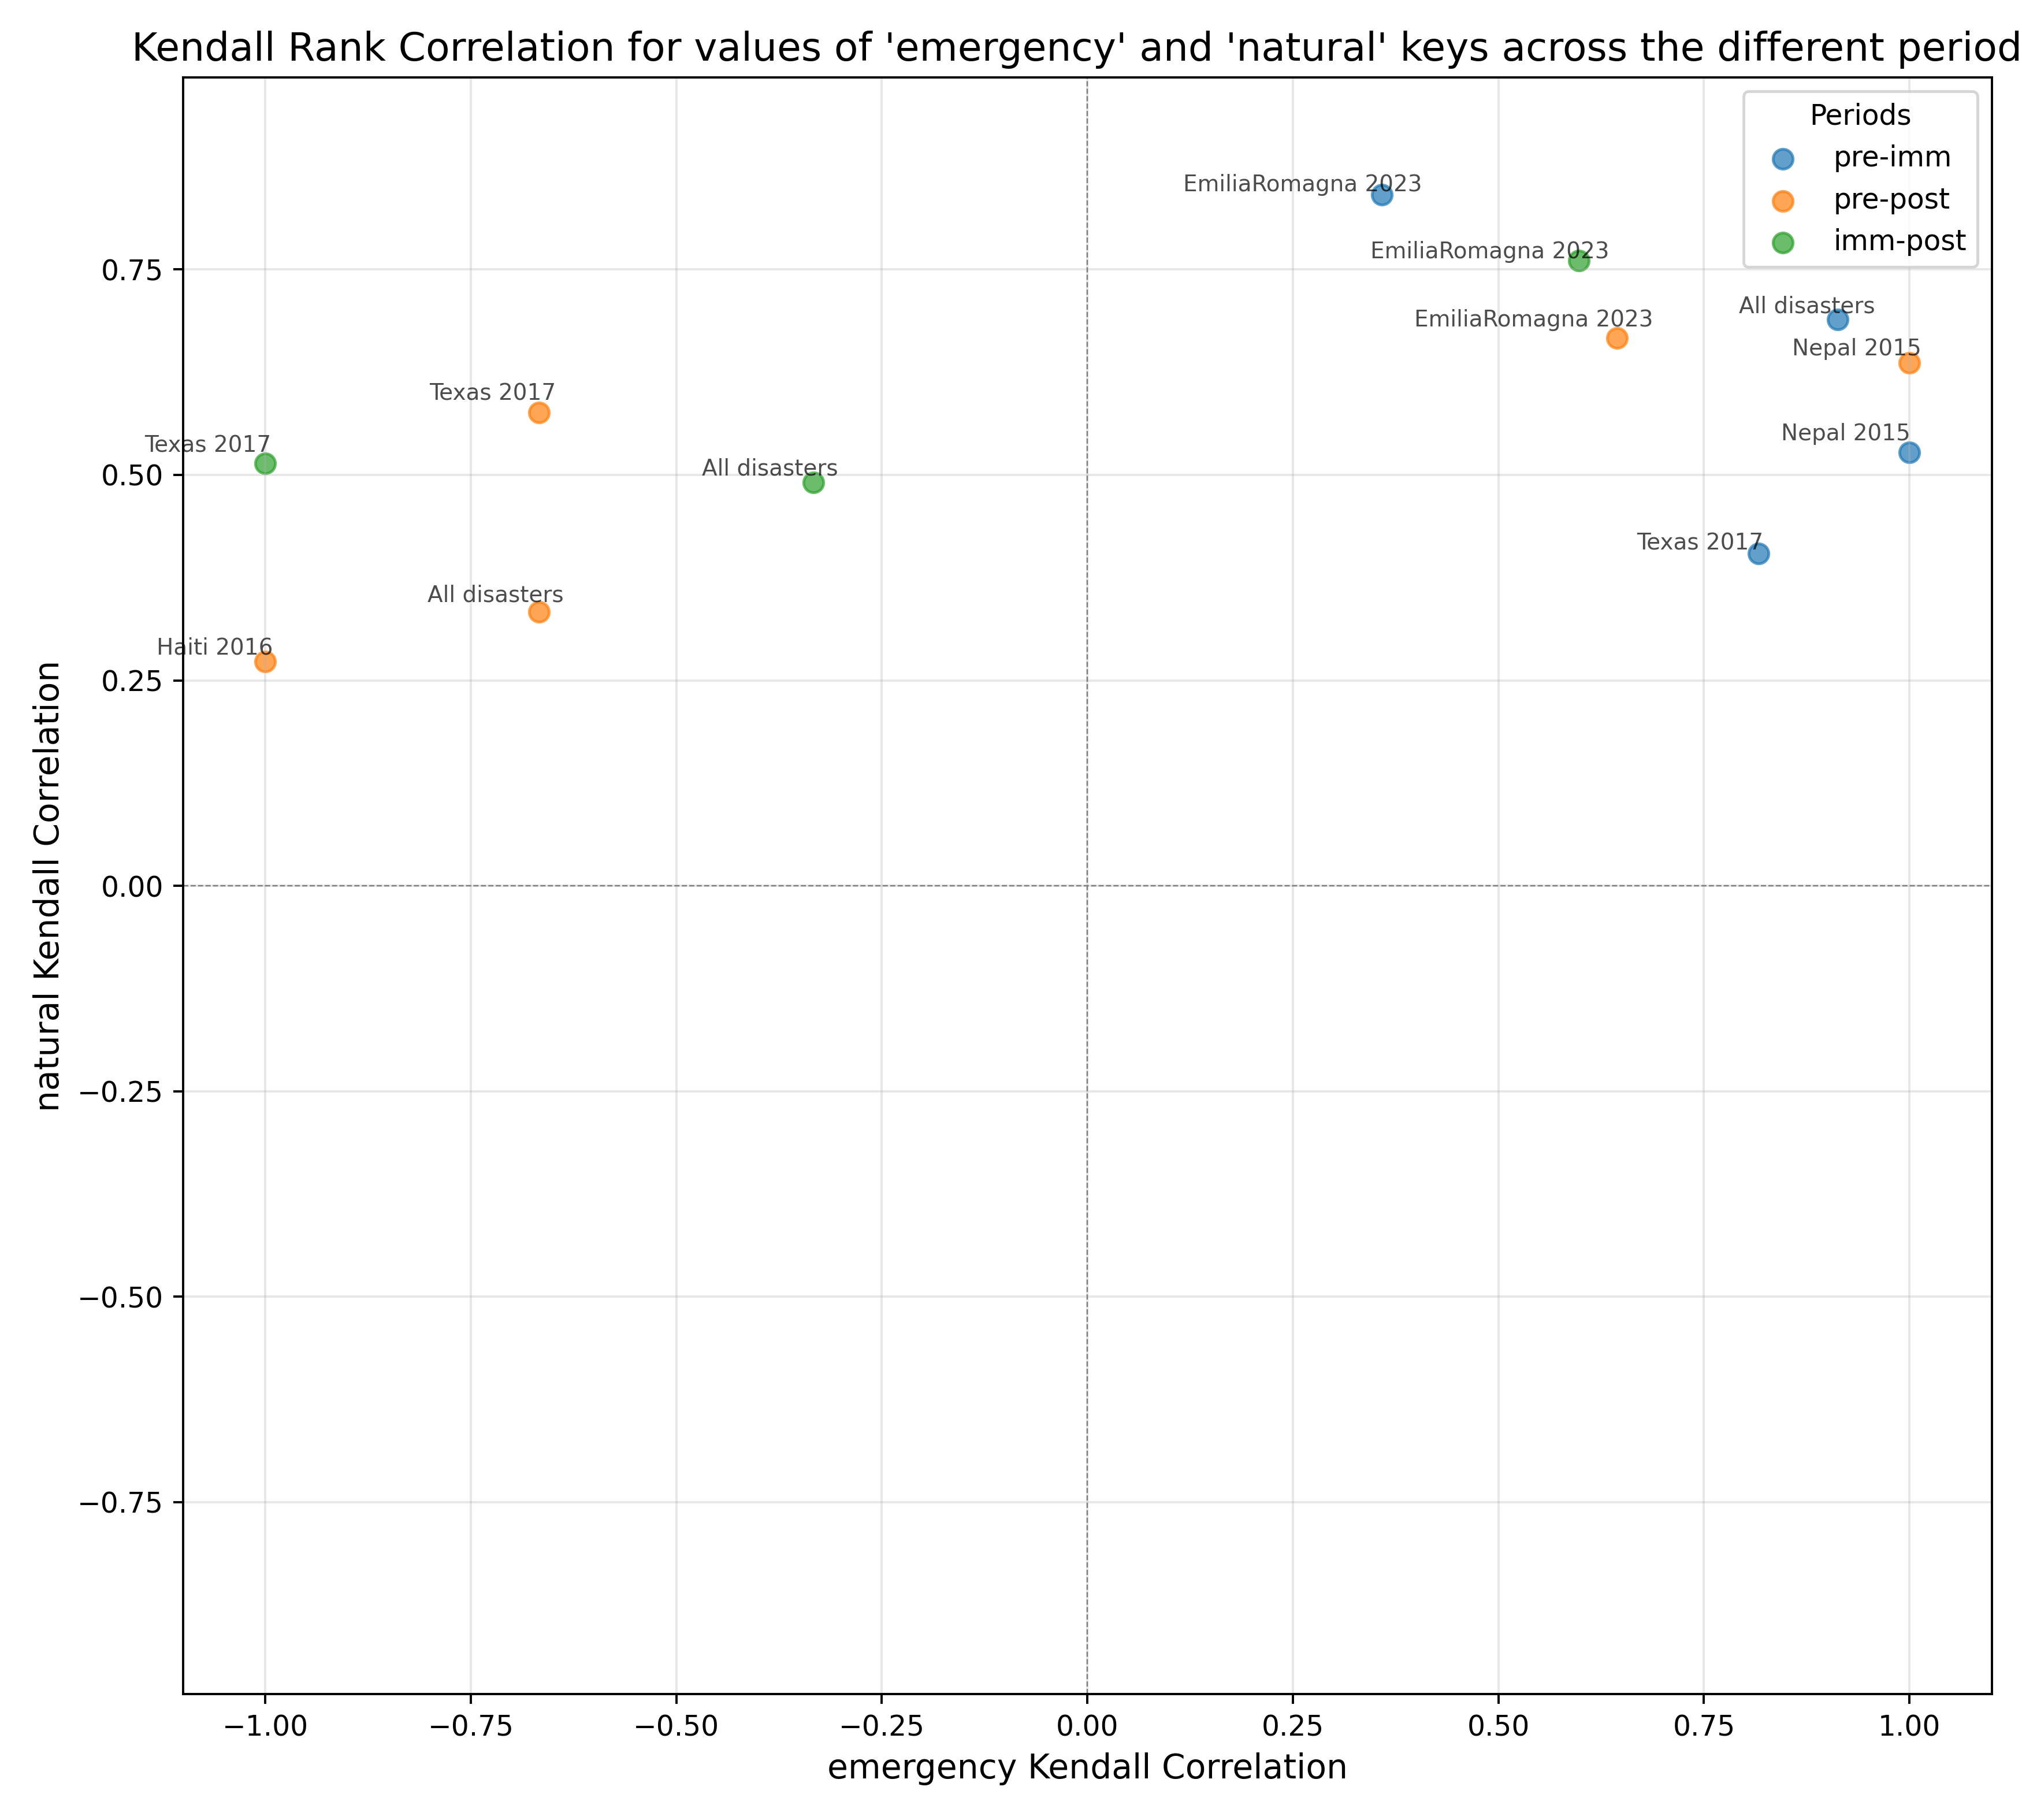 Kendall Rank Correlation for values of 'emergency' and 'natural' keys across the different period
Periods
pre-imm
pre-post
imm-post
EmiliaRomagna 2023
EmiliaRomagna 2023
All disasters
EmiliaRomagna 2023
Nepal 2015
Texas 2017
Nepal 2015
Texas 2017
All disasters
Texas 2017
All disasters
Haiti 2016
natural Kendall Correlation
0.75
0.50
0.25
0.00
−0.25
−0.50
−0.75
−1.00
−0.75
−0.50
−0.25
0.00
0.25
0.50
0.75
1.00
emergency Kendall Correlation